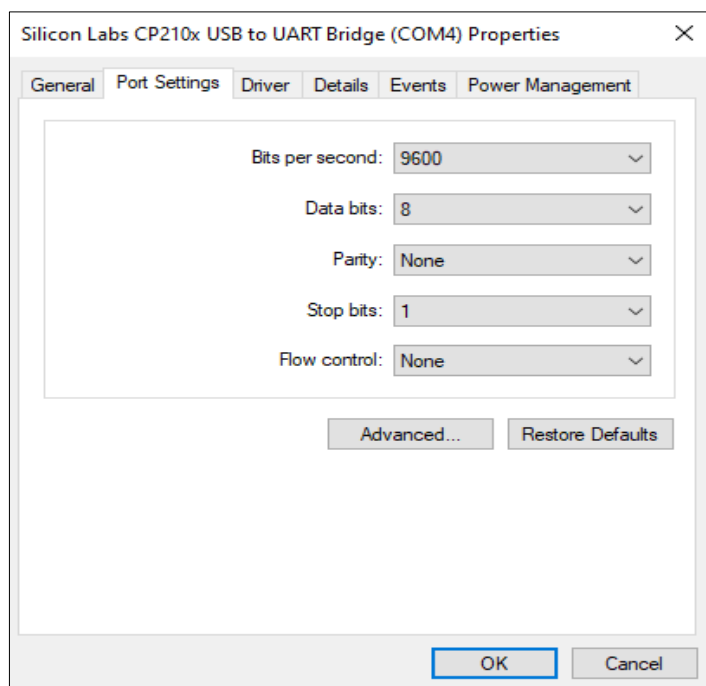 Silicon Labs CP210x USB to UART Bridge (COM4) Properties
General Port Settings Driver Details Events Power Management
Bits per second: 9600
Data bits: 8
Parity: None
Stop bits: 1
Flow control: None
Advanced... Restore Defaults
OK Cancel